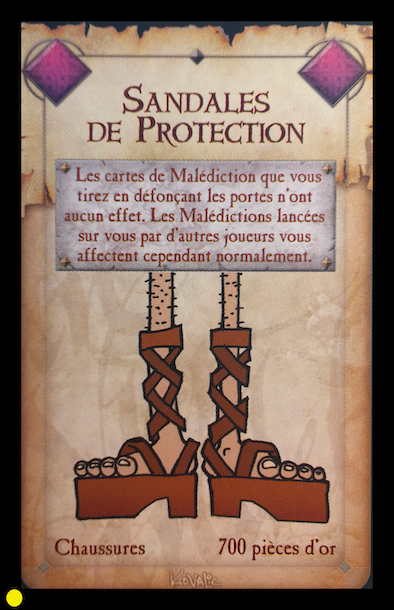 Sandales
de Protection
Les cartes de Malédiction que vous
tirez en défonçant les portes n'ont
aucun effet. Les Malédictions lancées
sur vous par d'autres joueurs vous
affectent cependant normalement.
Chaussures 700 pièces d'or
Kovalic